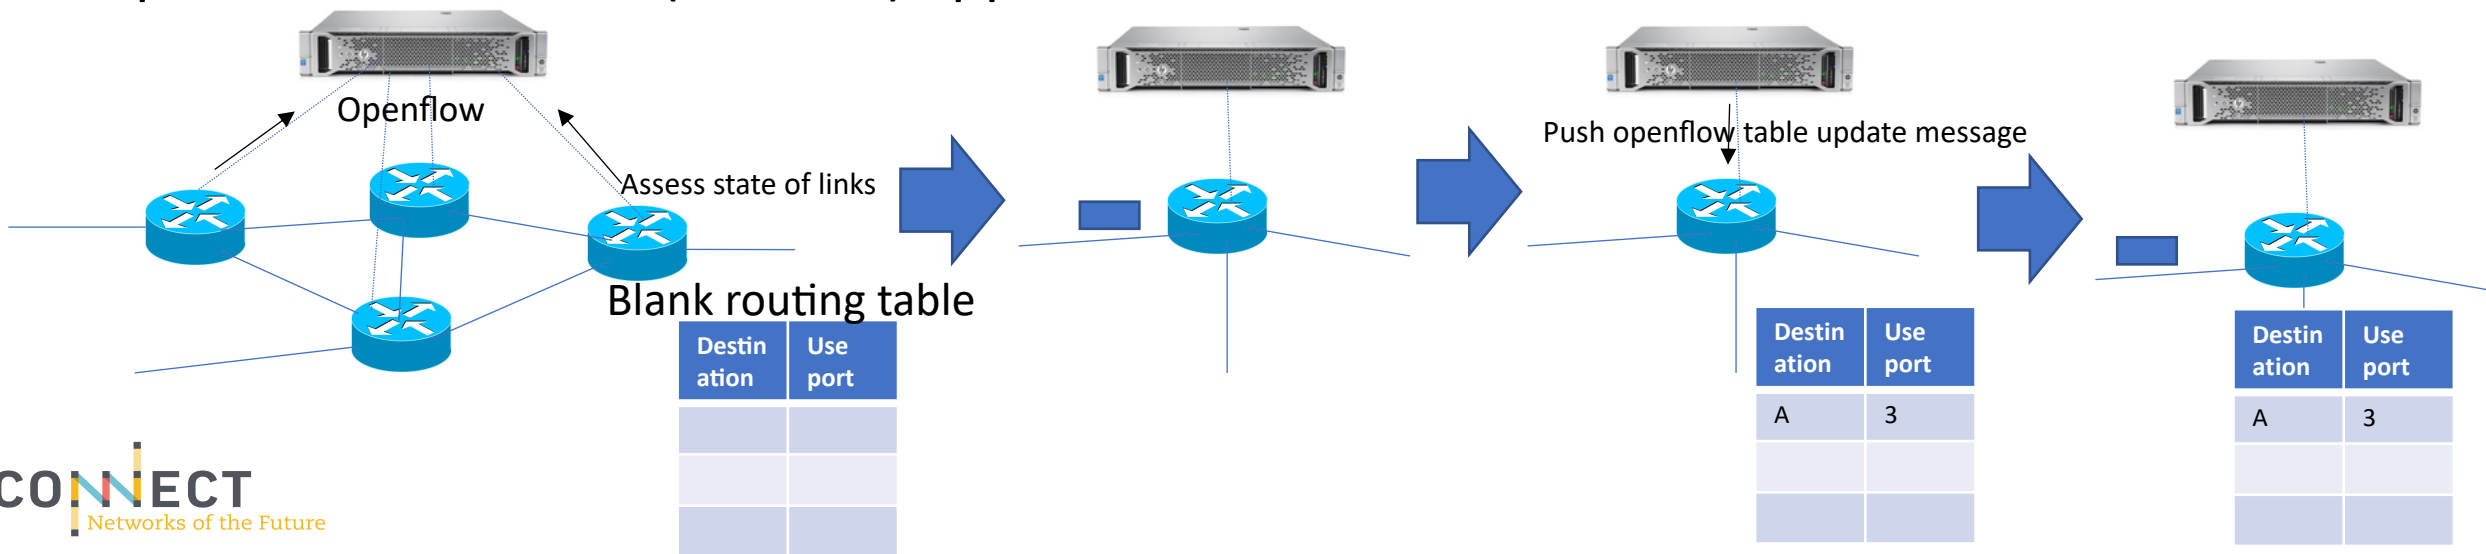 Openflow
Assess state of links
Blank routing table
Destin
ation
Use
port
Push openflow table update message
Destin
ation
Use
port
A
3
Destin
ation
Use
port
A
3
CONNECT
Networks of the Future